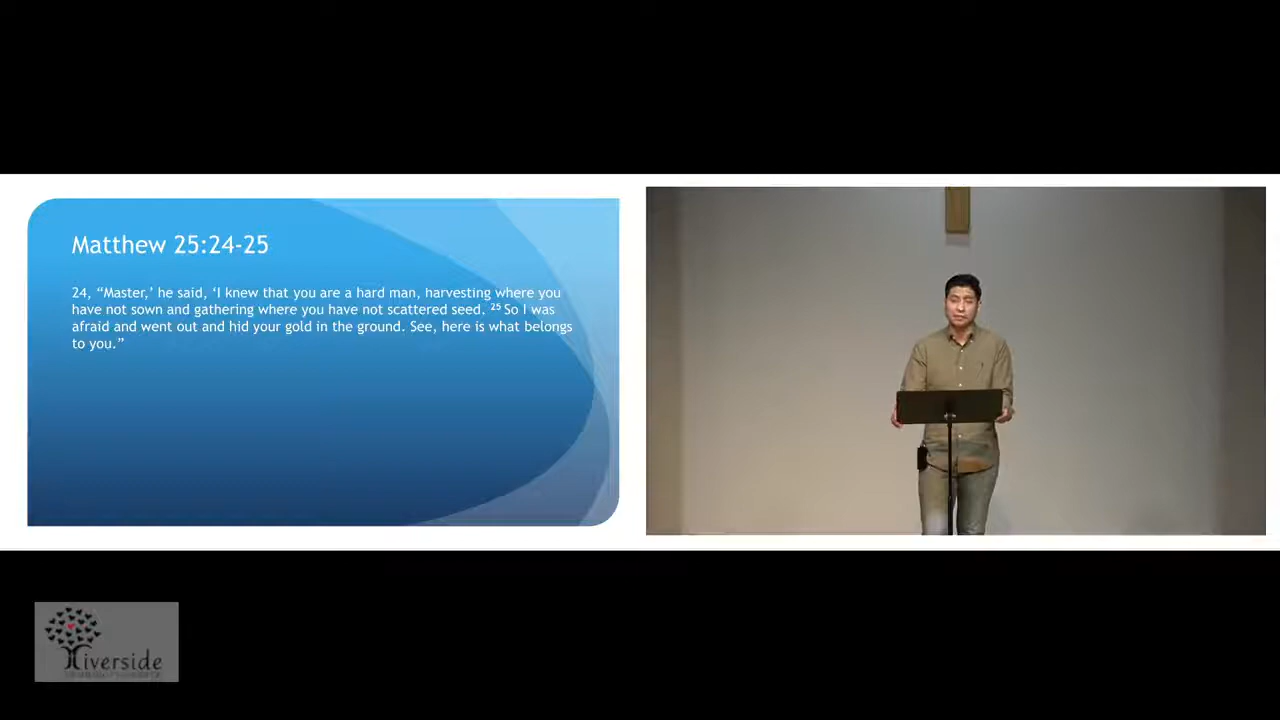 Matthew 25:24-25
24, “Master,’ he said, ‘I knew that you are a hard man, harvesting where you
have not sown and gathering where you have not scattered seed. 25 So I was
afraid and went out and hid your gold in the ground. See, here is what belongs
to you.”
Riverside